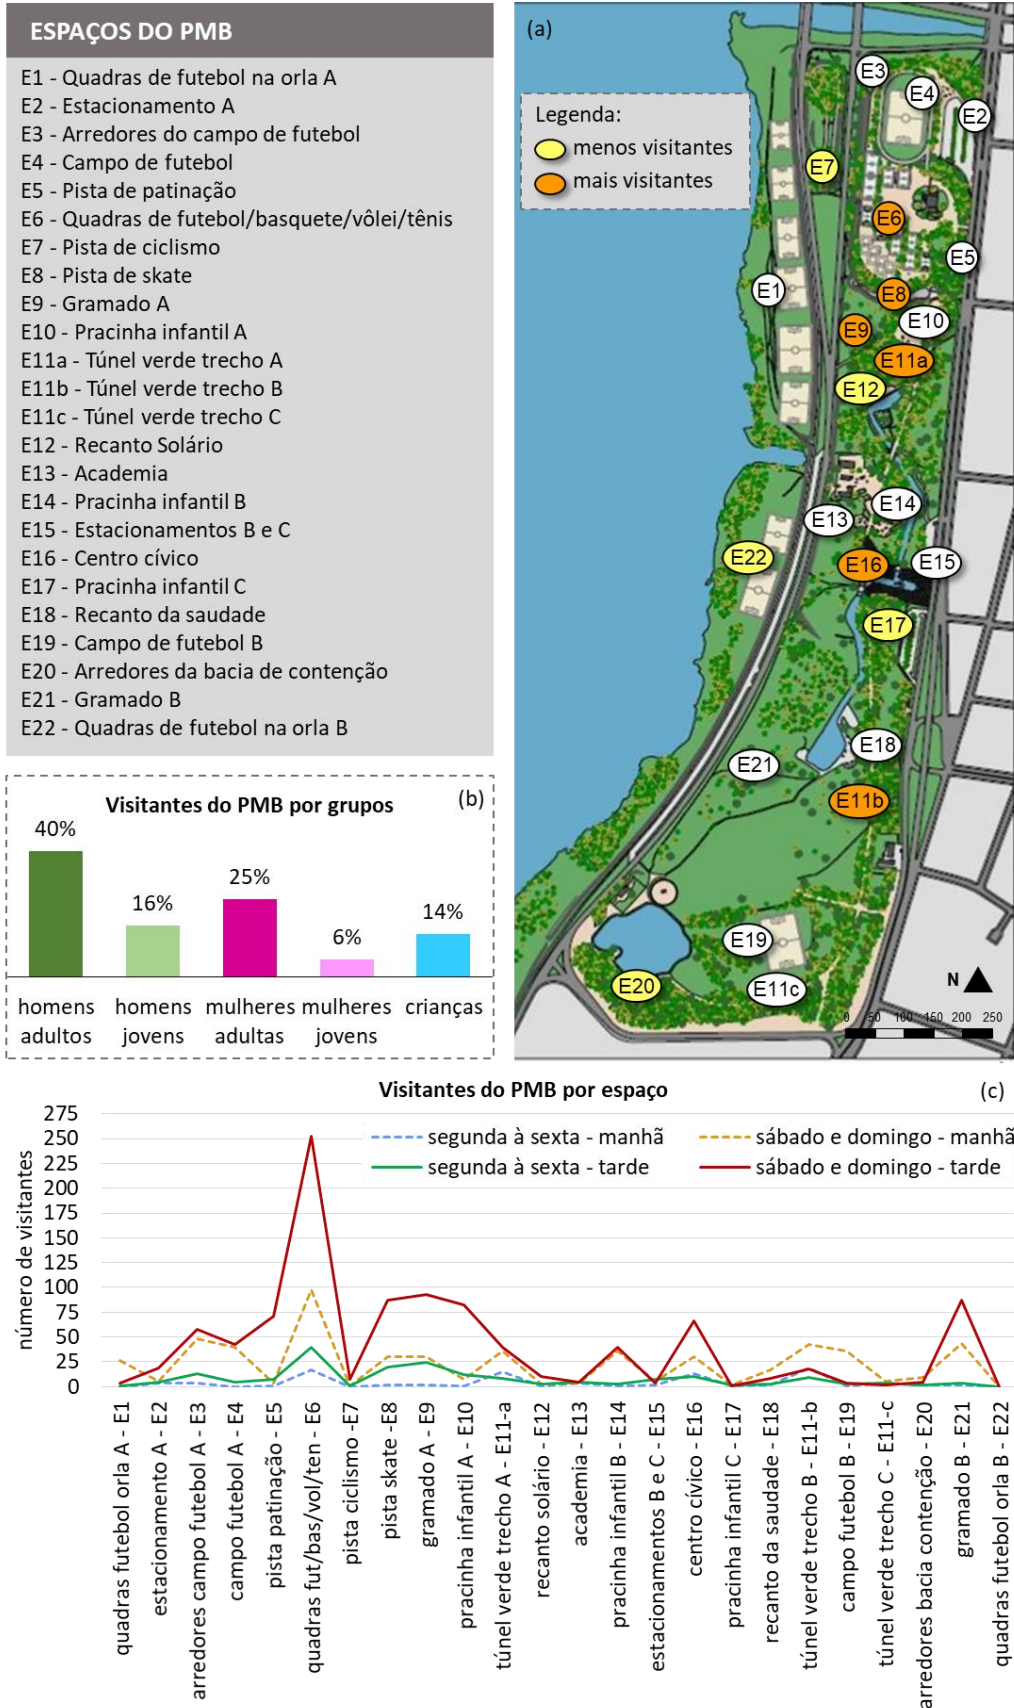 ESPAÇOS DO PMB
E1 - Quadras de futebol na orla A
E2 - Estacionamento A
E3 - Arredores do campo de futebol
E4 - Campo de futebol
E5 - Pista de patinação
E6 - Quadras de futebol/basquete/vôlei/tênis
E7 - Pista de ciclismo
E8 - Pista de skate
E9 - Gramado A
E10 - Pracinha infantil A
E11a - Túnel verde trecho A
E11b - Túnel verde trecho B
E11c - Túnel verde trecho C
E12 - Recanto Solário
E13 - Academia
E14 - Pracinha infantil B
E15 - Estacionamentos B e C
E16 - Centro cívico
E17 - Pracinha infantil C
E18 - Recanto da saudade
E19 - Campo de futebol B
E20 - Arredores da bacia de contenção
E21 - Gramado B
E22 - Quadras de futebol na orla B
(a)
Legenda:
menos visitantes
mais visitantes
E3
E4
E2
E7
E6
E5
E1
E8
E10
E9
E11a
E12
E14
E13
E22
E16
E15
E17
E18
E21
E11b
E19
E20
E11c
N
0 50 100 150 200 250
Visitantes do PMB por grupos
(b)
40%
16%
25%
6%
14%
homens adultos
homens jovens
mulheres adultas
mulheres jovens
crianças
Visitantes do PMB por espaço
(c)
segunda à sexta - manhã
sábado e domingo - manhã
segunda à sexta - tarde
sábado e domingo - tarde
número de visitantes
275
250
225
200
175
150
125
100
75
50
25
0
quadras futebol orla A - E1
estacionamento A - E2
arredores campo futebol A - E3
campo futebol A - E4
pista patinação - E5
quadras fut/bas/vol/ten - E6
pista ciclismo -E7
pista skate -E8
gramado A - E9
pracinha infantil A - E10
túnel verde trecho A - E11-a
recanto solário - E12
academia - E13
pracinha infantil B - E14
estacionamentos B e C - E15
centro cívico - E16
pracinha infantil C - E17
recanto da saudade - E18
túnel verde trecho B - E11-b
campo futebol B - E19
túnel verde trecho C - E11-c
arredores bacia contenção - E20
gramado B - E21
quadras futebol orla B - E22